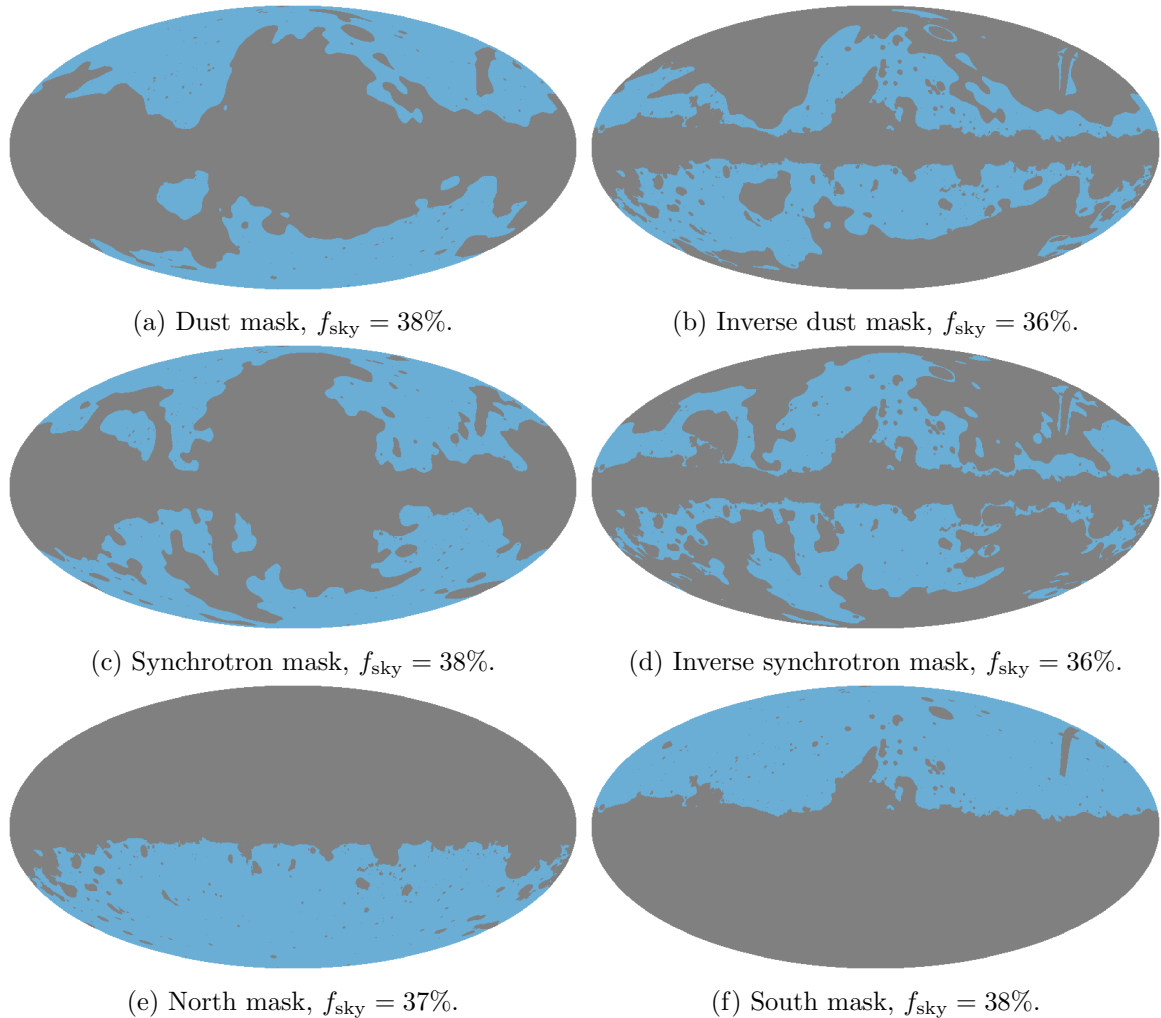 (a) Dust mask, f_sky = 38%.
(b) Inverse dust mask, f_sky = 36%.
(c) Synchrotron mask, f_sky = 38%.
(d) Inverse synchrotron mask, f_sky = 36%.
(e) North mask, f_sky = 37%.
(f) South mask, f_sky = 38%.